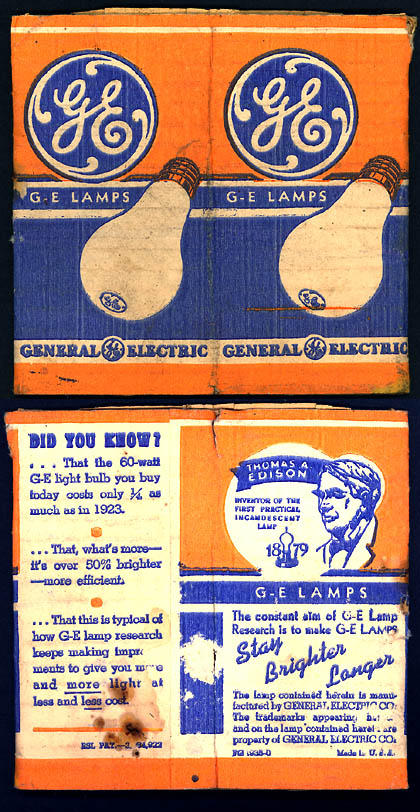 GE
GE
G-E LAMPS
G-E LAMPS
GENERAL GE ELECTRIC
GENERAL GE ELECTRIC
DID YOU KNOW?
... That the 60-watt
G-E light bulb you buy
today costs only as
much as in 1923.
... That, what's more—
it's over 50% brighter
—more efficient.
... That this is typical of
how G-E lamp research
keeps making
ments to give you
and more light at
less and less cost.
THOMAS A
EDISON
INVENTOR OF THE
FIRST PRACTICAL
INCANDESCENT
LAMP
1879
G-E LAMPS
The constant aim of G-E Lamp
Research is to make G-E LAMPS
Stay
Brighter
Longer
The lamp contained herein is manu-
factured by GENERAL ELECTRIC CO.
The trademarks appearing
and on the lamp contained are
property of GENERAL ELECTRIC CO.
Made in U.S.A.